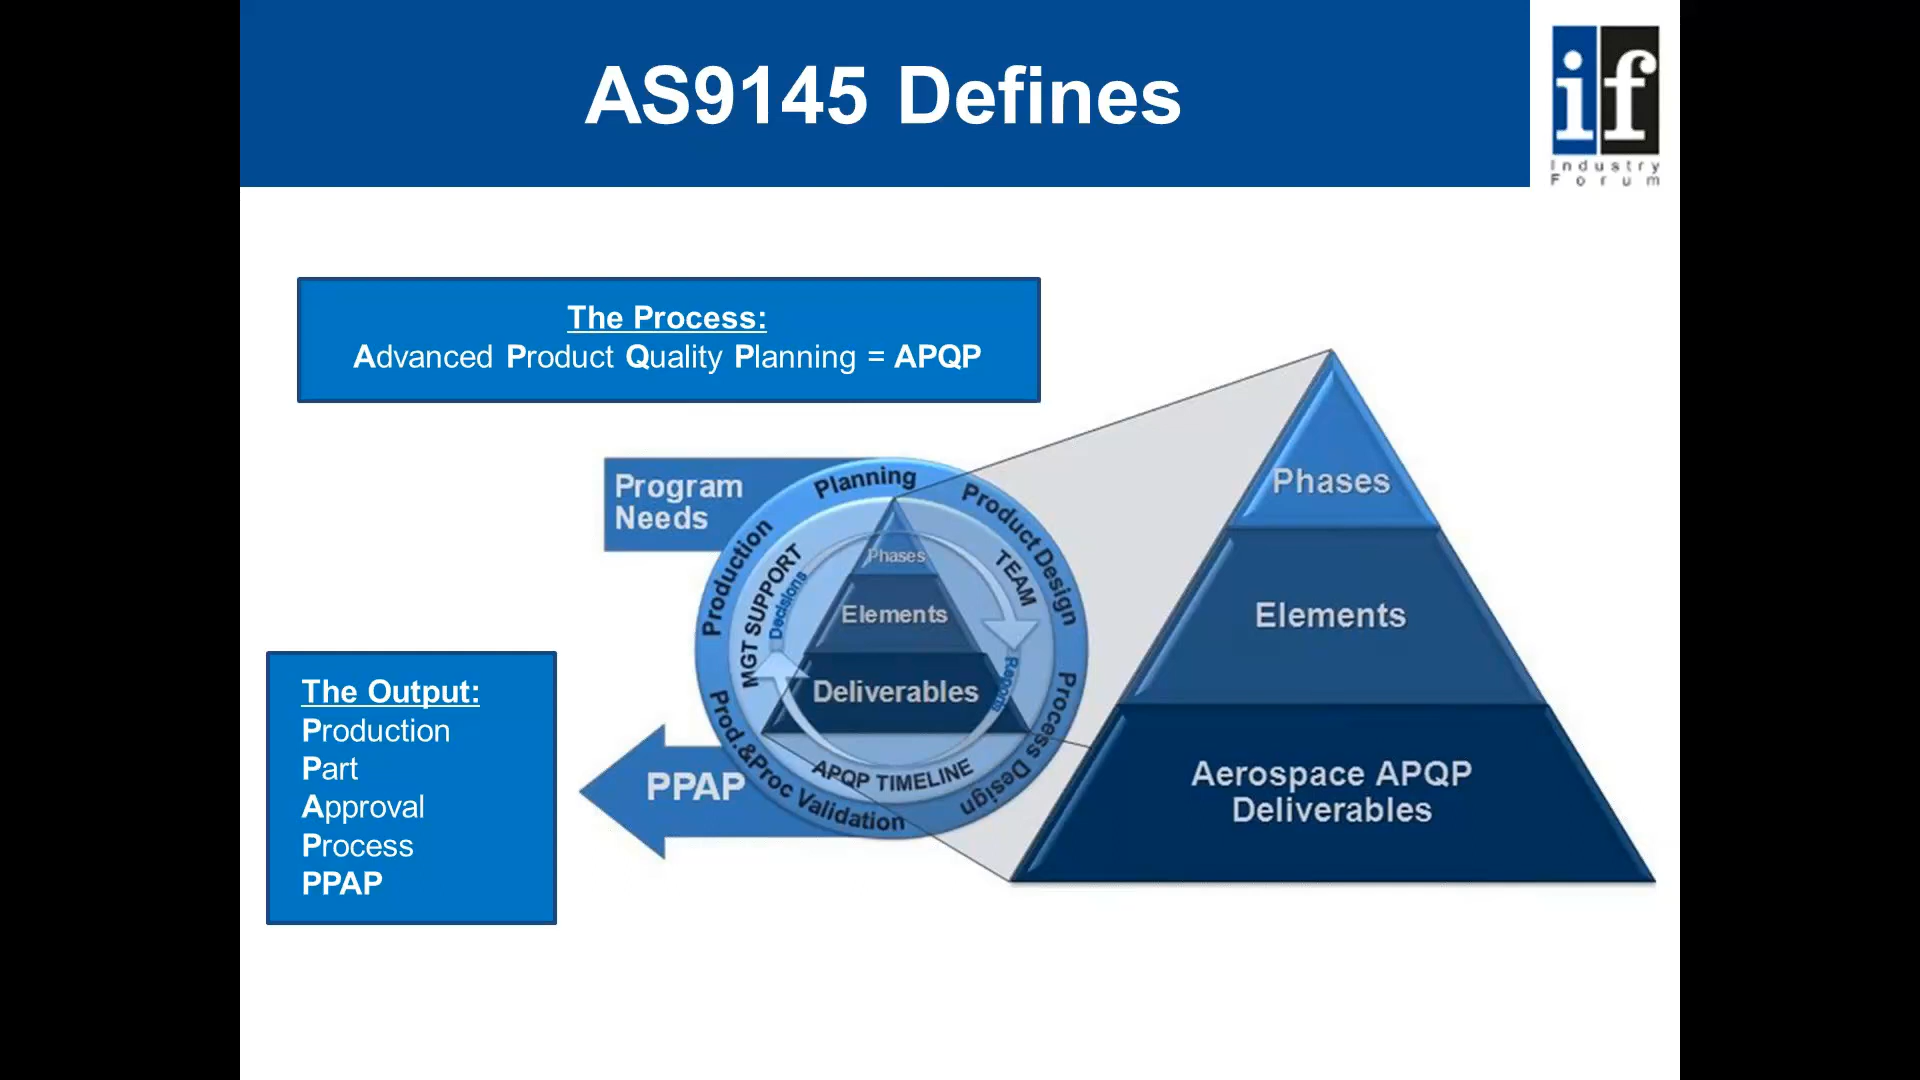 AS9145 Defines
if
Industry
Forum
The Process:
Advanced Product Quality Planning = APQP
Program
Needs
Planning
Product Design
Process Design
Prod.&Proc Validation
Production
MGT SUPPORT
TEAM
APQP TIMELINE
Decisions
Reports
Phases
Elements
Deliverables
PPAP
The Output:
Production
Part
Approval
Process
PPAP
Phases
Elements
Aerospace APQP
Deliverables